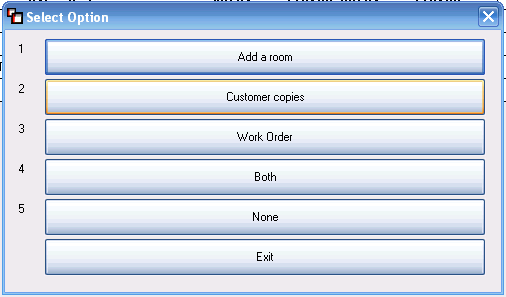 Select Option
1 Add a room
2 Customer copies
3 Work Order
4 Both
5 None
Exit